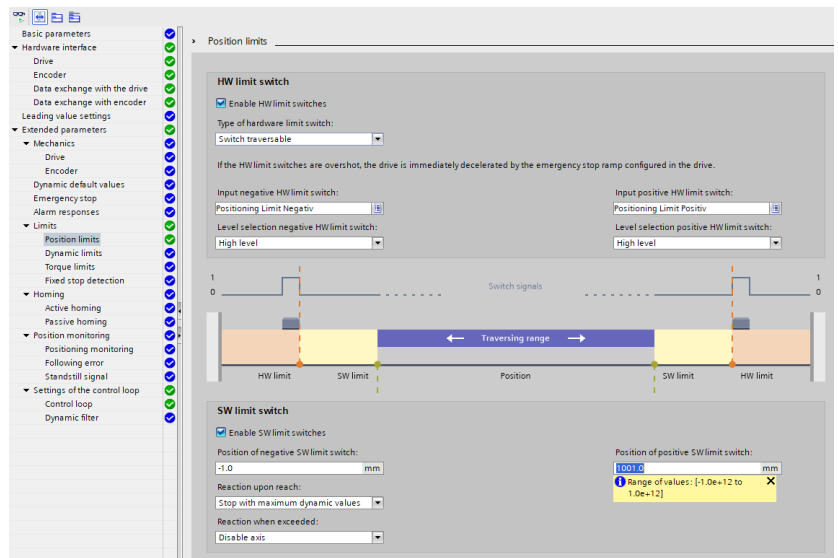 Basic parameters
Hardware interface
Drive
Encoder
Data exchange with the drive
Data exchange with encoder
Leading value settings
Extended parameters
Mechanics
Drive
Encoder
Dynamic default values
Emergency stop
Alarm responses
Limits
Position limits
Dynamic limits
Torque limits
Fixed stop detection
Homing
Active homing
Passive homing
Position monitoring
Positioning monitoring
Following error
Standstill signal
Settings of the control loop
Control loop
Dynamic filter
Position limits
HW limit switch
Enable HW limit switches
Type of hardware limit switch:
Switch traversable
If the HW limit switches are overshot, the drive is immediately decelerated by the emergency stop ramp configured in the drive.
Input negative HW limit switch:
Input positive HW limit switch:
Positioning Limit Negativ
Positioning Limit Positiv
Level selection negative HW limit switch:
Level selection positive HW limit switch:
High level
High level
1
0
Switch signals
1
0
Traversing range
HW limit
SW limit
Position
SW limit
HW limit
SW limit switch
Enable SW limit switches
Position of negative SW limit switch:
Position of positive SW limit switch:
-1.0 mm
1001.0 mm
Range of values: [-1.0e+12 to
1.0e+12]
Reaction upon reach:
Stop with maximum dynamic values
Reaction when exceeded:
Disable axis